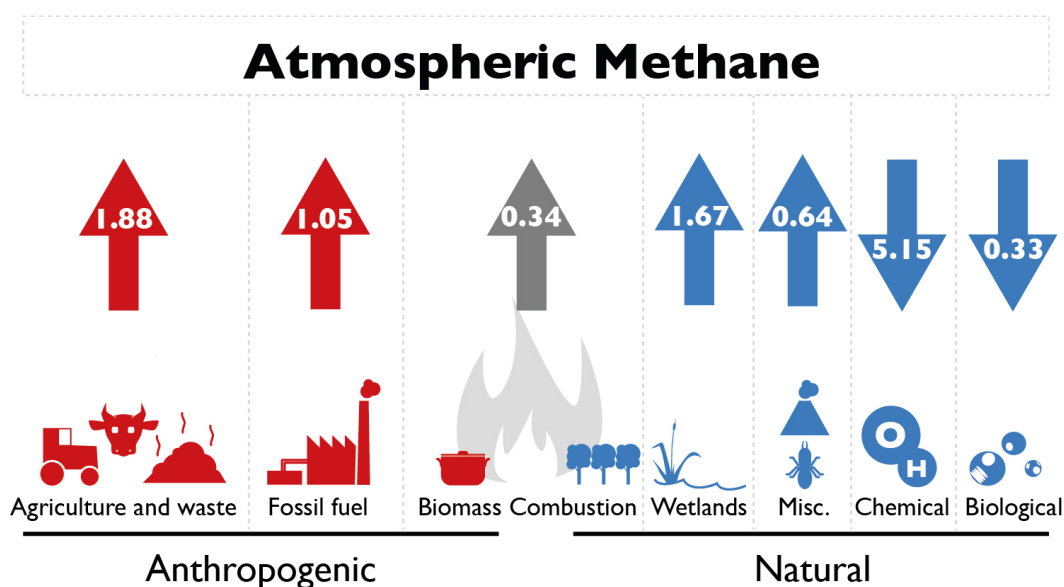 Atmospheric Methane
1.88 1.05 0.34 1.67 0.64 5.15 0.33
O
H
Agriculture and waste Fossil fuel Biomass Combustion Wetlands Misc. Chemical Biological
Anthropogenic Natural